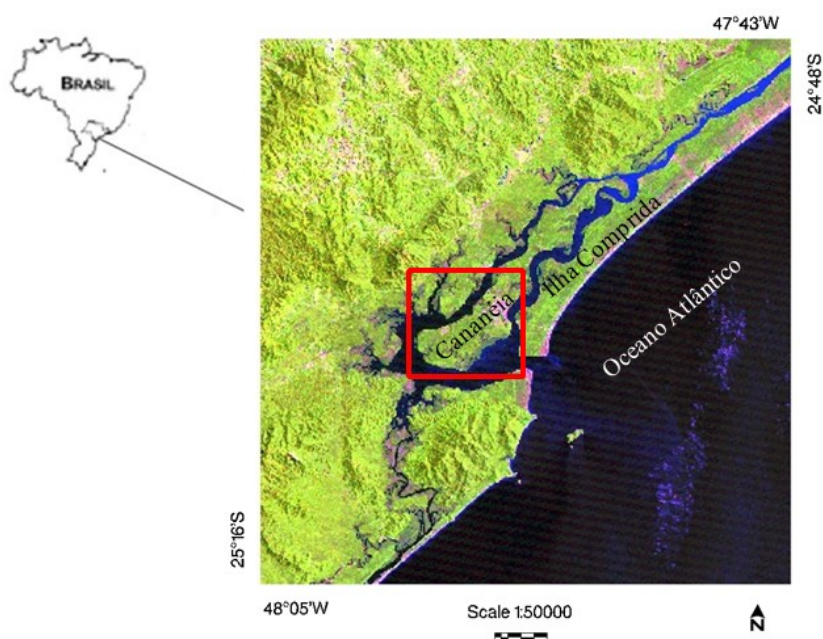 47°43'W
BRASIL
24°48'S
Ilha Comprida
Cananéia
Oceano Atlântico
25°16'S
48°05'W
Scale 1:50000
N